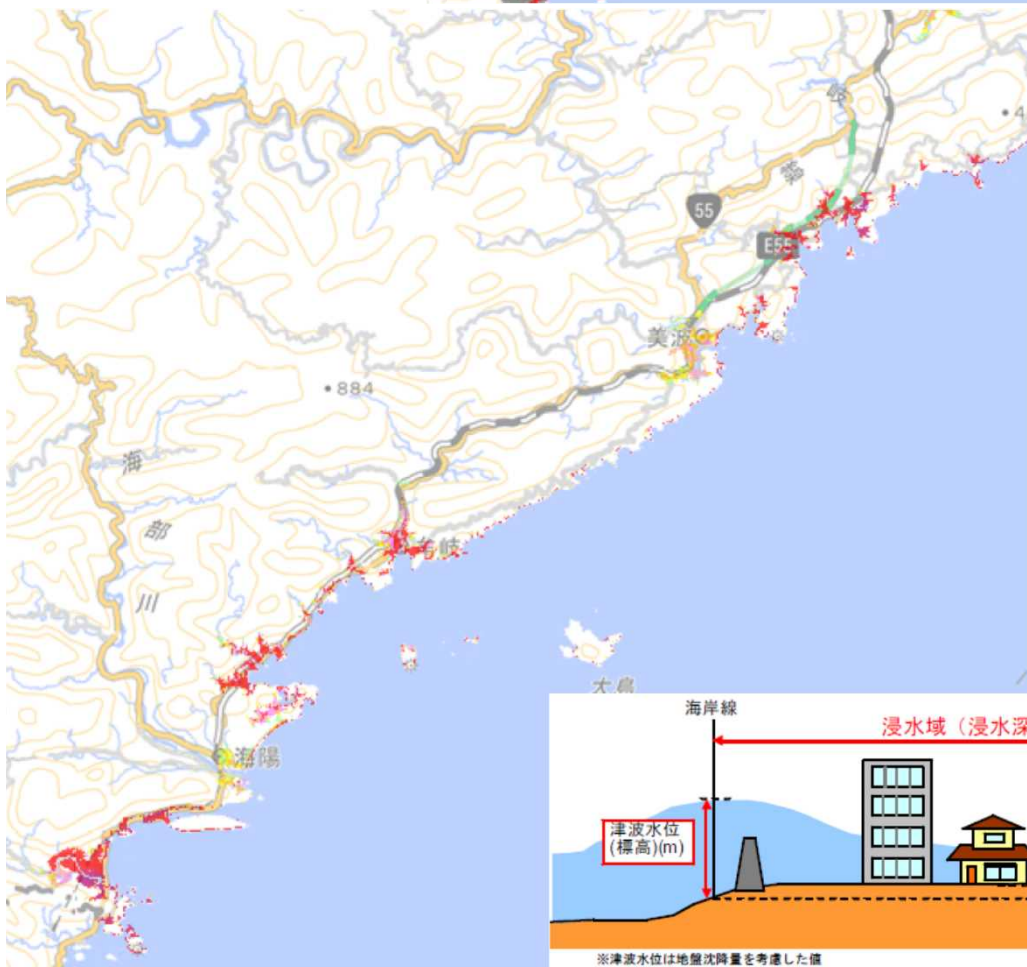 55
E55
美波
884
海
部
川
牟岐
大島
海陽
海岸線
浸水域（浸水深
津波水位
(標高)(m)
※津波水位は地盤沈降量を考慮した値